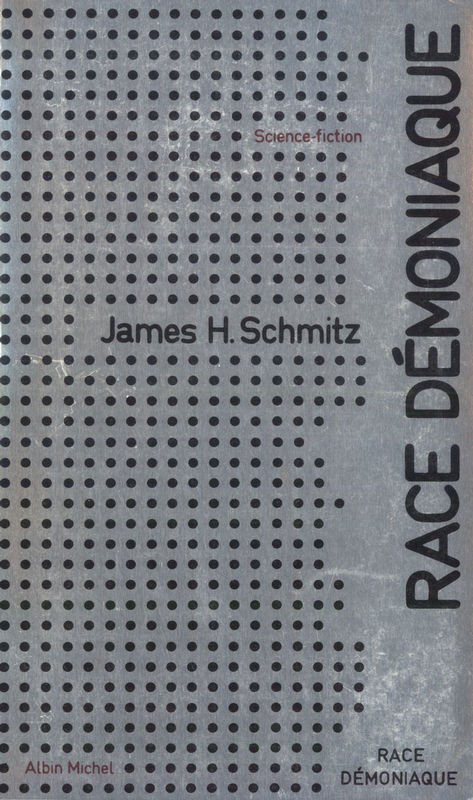 Science-fiction
RACE DÉMONIAQUE
James H. Schmitz
Albin Michel
RACE
DÉMONIAQUE